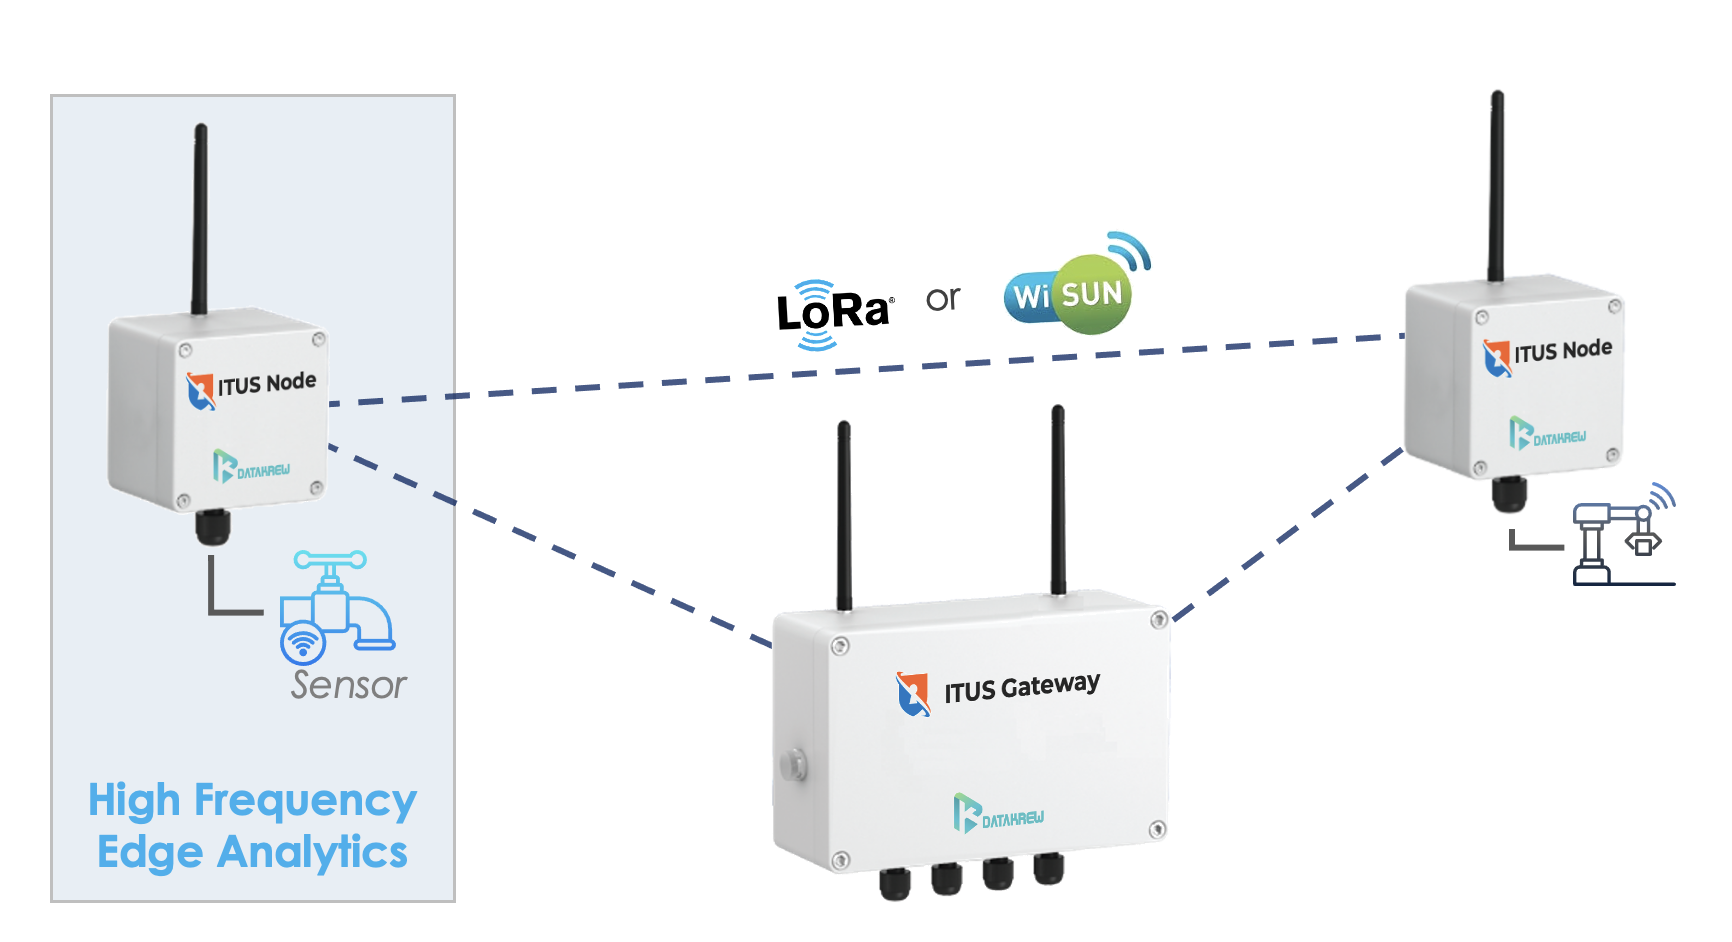 LoRa®
or
Wi SUN
ITUS Node
DATAKREW
ITUS Node
DATAKREW
Sensor
ITUS Gateway
DATAKREW
High Frequency
Edge Analytics